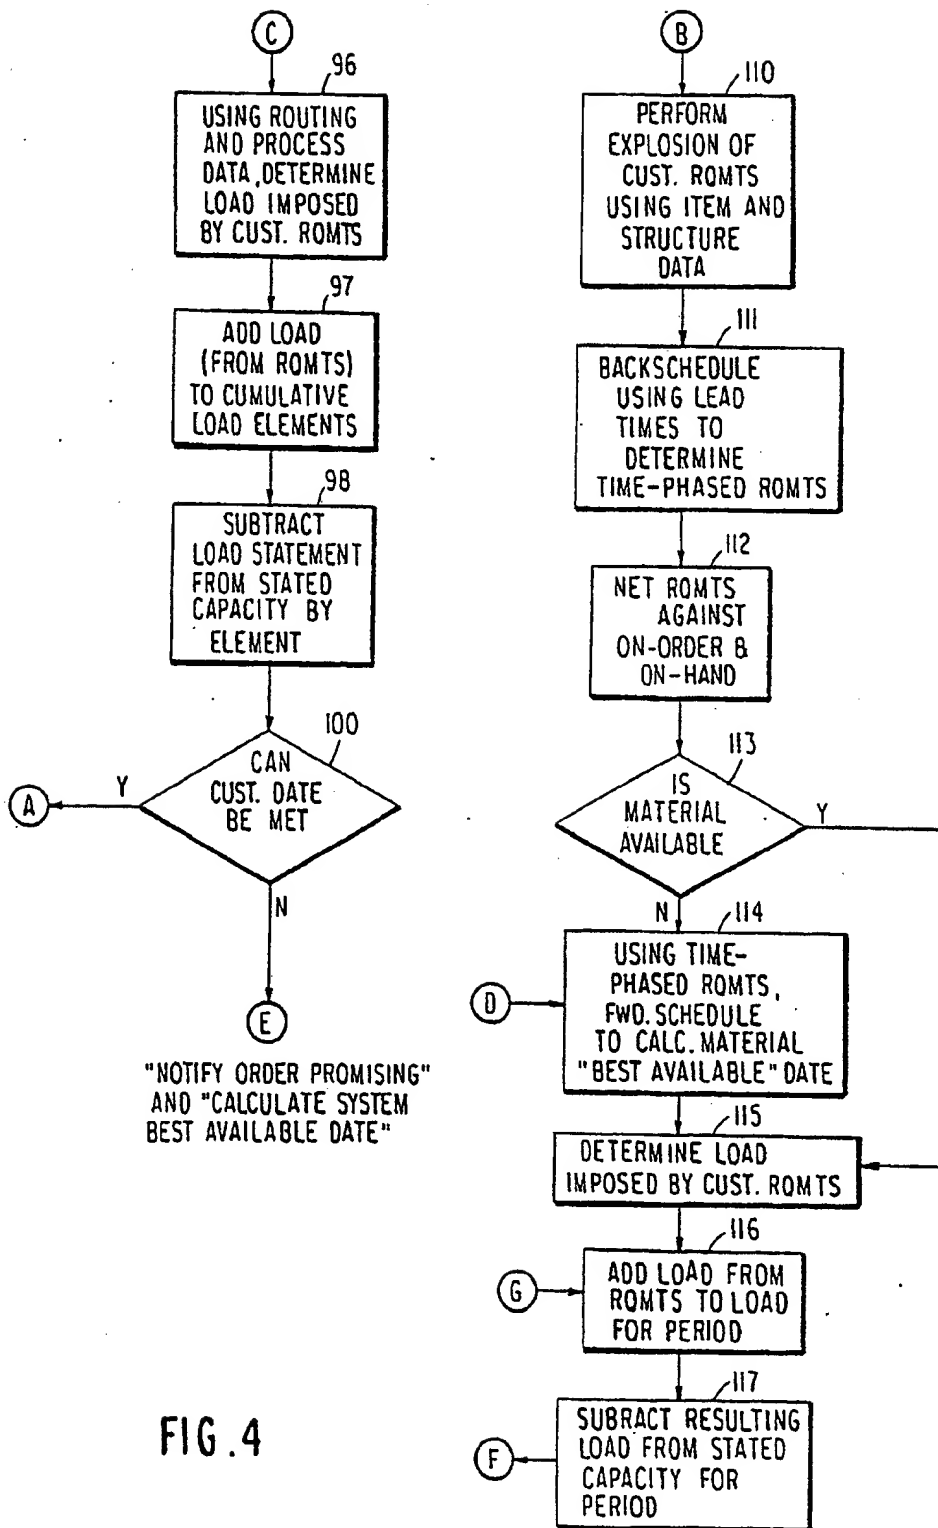 C
96
USING ROUTING
AND PROCESS
DATA, DETERMINE
LOAD IMPOSED
BY CUST. RQMTS
97
ADD LOAD
(FROM RQMTS)
TO CUMULATIVE
LOAD ELEMENTS
98
SUBTRACT
LOAD STATEMENT
FROM STATED
CAPACITY BY
ELEMENT
100
CAN
CUST. DATE
BE MET
Y
A
N
E
"NOTIFY ORDER PROMISING"
AND "CALCULATE SYSTEM
BEST AVAILABLE DATE"
B
110
PERFORM
EXPLOSION OF
CUST. RQMTS
USING ITEM AND
STRUCTURE
DATA
111
BACKSCHEDULE
USING LEAD
TIMES TO
DETERMINE
TIME-PHASED RQMTS
112
NET RQMTS
AGAINST
ON-ORDER &
ON-HAND
113
IS
MATERIAL
AVAILABLE
Y
N
114
USING TIME-
PHASED RQMTS,
FWD. SCHEDULE
TO CALC. MATERIAL
"BEST AVAILABLE" DATE
D
115
DETERMINE LOAD
IMPOSED BY CUST. RQMTS
116
ADD LOAD FROM
RQMTS TO LOAD
FOR PERIOD
G
117
SUBRACT RESULTING
LOAD FROM STATED
CAPACITY FOR
PERIOD
F
FIG.4